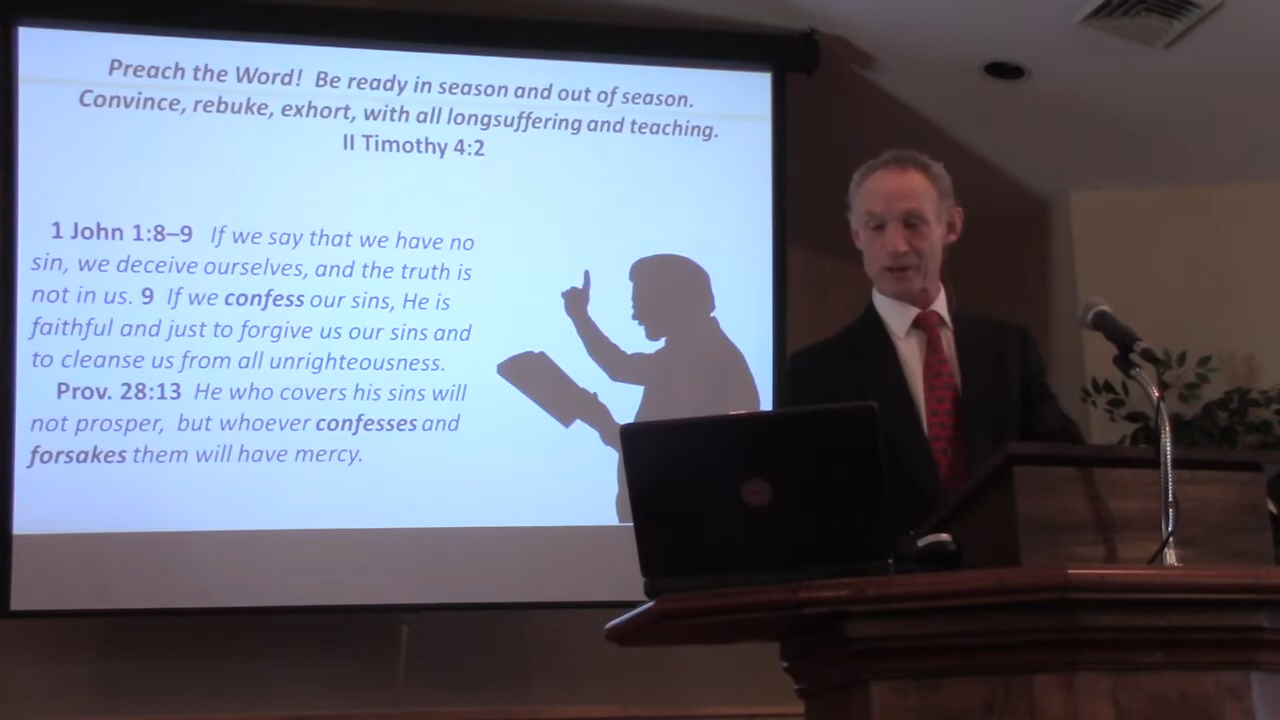 Preach the Word! Be ready in season and out of season.
Convince, rebuke, exhort, with all longsuffering and teaching.
II Timothy 4:2
1 John 1:8–9 If we say that we have no
sin, we deceive ourselves, and the truth is
not in us. 9 If we confess our sins, He is
faithful and just to forgive us our sins and
to cleanse us from all unrighteousness.
Prov. 28:13 He who covers his sins will
not prosper, but whoever confesses and
forsakes them will have mercy.